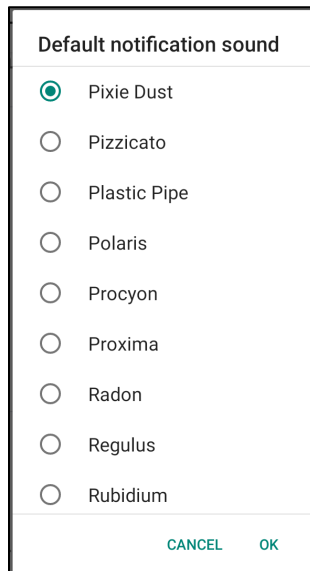 Default notification sound
Pixie Dust
Pizzicato
Plastic Pipe
Polaris
Procyon
Proxima
Radon
Regulus
Rubidium
CANCEL OK